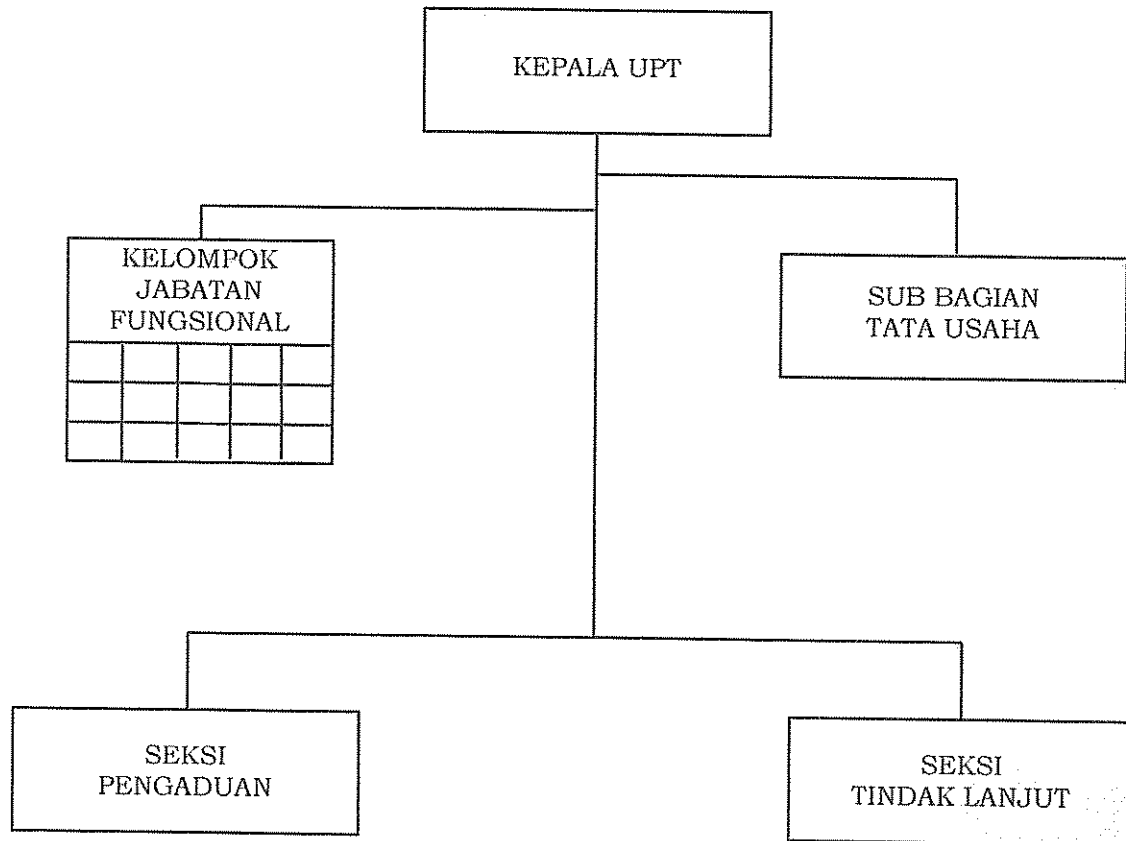 KEPALA UPT
KELOMPOK
JABATAN
FUNGSIONAL
SUB BAGIAN
TATA USAHA
SEKSI
PENGADUAN
SEKSI
TINDAK LANJUT